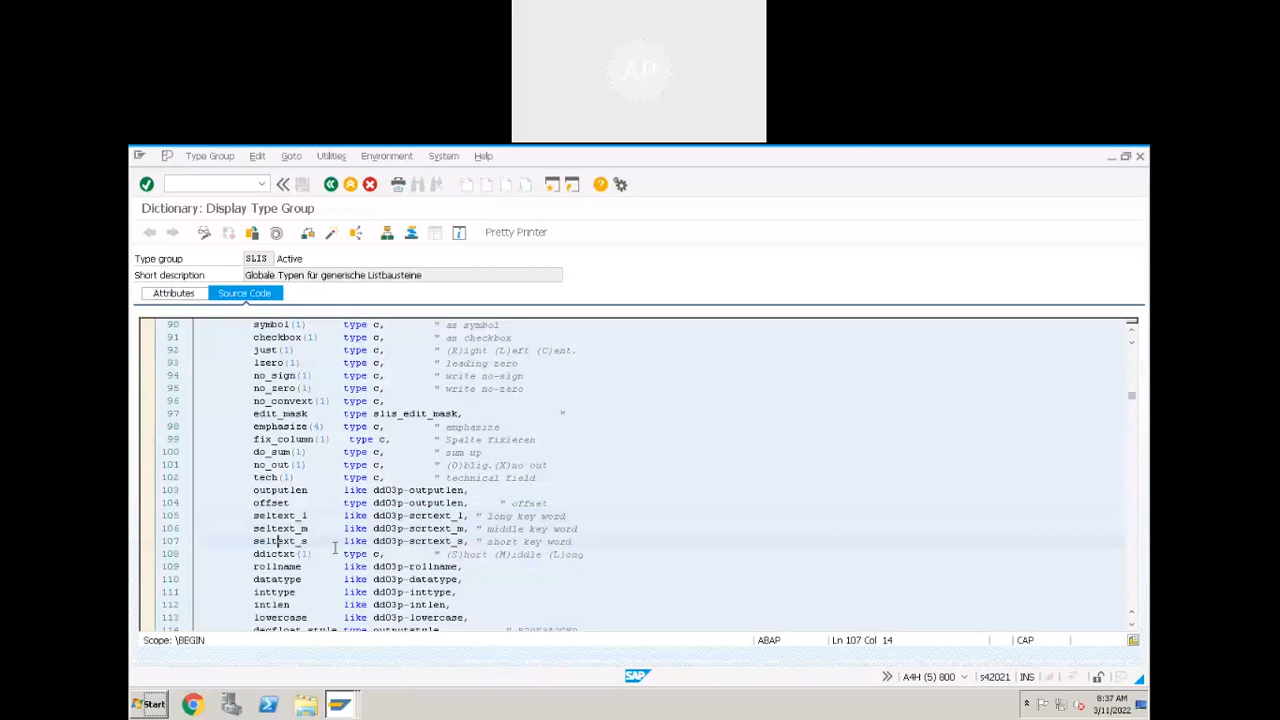 AP
Type Group Edit Goto Utilities Environment System Help
Dictionary: Display Type Group
Pretty Printer
Type group SLIS Active
Short description Globale Typen für generische Listbausteine
Attributes Source Code
90 symbol(1) type c, " as symbol
91 checkbox(1) type c, " as checkbox
92 just(1) type c, " (R)ight (L)eft (C)ent.
93 lzero(1) type c, " leading zero
94 no_sign(1) type c, " write no-sign
95 no_zero(1) type c, " write no-zero
96 no_convext(1) type c,
97 edit_mask type slis_edit_mask, "
98 emphasize(4) type c, " emphasize
99 fix_column(1) type c, " Spalte fixieren
100 do_sum(1) type c, " sum up
101 no_out(1) type c, " (O)blig.(X)no out
102 tech(1) type c, " technical field
103 outputlen like dd03p-outputlen,
104 offset type dd03p-outputlen, " offset
105 seltext_l like dd03p-scrtext_l, " long key word
106 seltext_m like dd03p-scrtext_m, " middle key word
107 seltext_s like dd03p-scrtext_s, " short key word
108 ddictxt(1) type c, " (S)hort (M)iddle (L)ong
109 rollname like dd03p-rollname,
110 datatype like dd03p-datatype,
111 inttype like dd03p-inttype,
112 intlen like dd03p-intlen,
113 lowercase like dd03p-lowercase,
Scope: \BEGIN ABAP Ln 107 Col 14 CAP
SAP A4H (5) 800 s42021 INS
Start 8:37 AM
3/11/2022